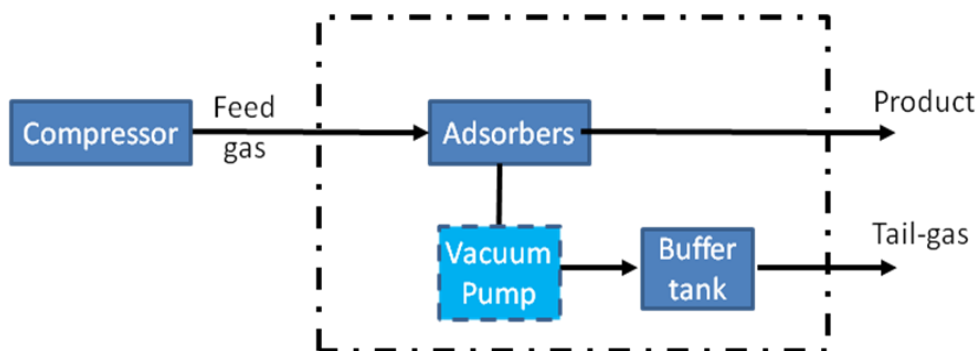 Compressor
Feed
gas
Adsorbers
Product
Vacuum
Pump
Buffer
tank
Tail-gas